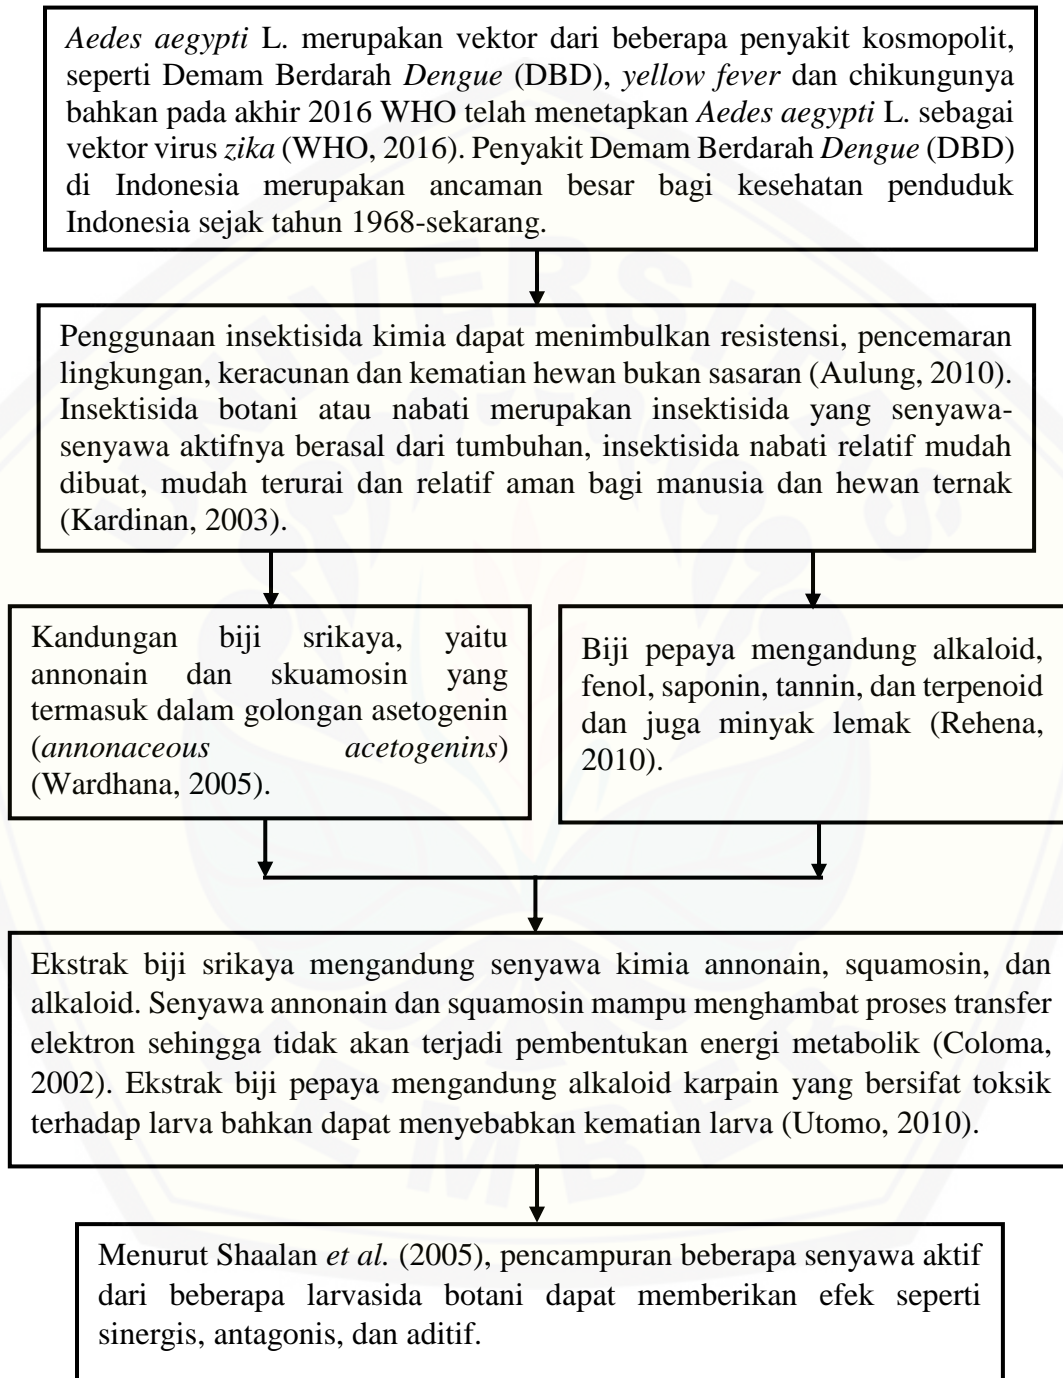 Aedes aegypti L. merupakan vektor dari beberapa penyakit kosmopolit,
seperti Demam Berdarah Dengue (DBD), yellow fever dan chikungunya
bahkan pada akhir 2016 WHO telah menetapkan Aedes aegypti L. sebagai
vektor virus zika (WHO, 2016). Penyakit Demam Berdarah Dengue (DBD)
di Indonesia merupakan ancaman besar bagi kesehatan penduduk
Indonesia sejak tahun 1968-sekarang.
Penggunaan insektisida kimia dapat menimbulkan resistensi, pencemaran
lingkungan, keracunan dan kematian hewan bukan sasaran (Aulung, 2010).
Insektisida botani atau nabati merupakan insektisida yang senyawa-
senyawa aktifnya berasal dari tumbuhan, insektisida nabati relatif mudah
dibuat, mudah terurai dan relatif aman bagi manusia dan hewan ternak
(Kardinan, 2003).
Kandungan biji srikaya, yaitu
annonain dan skuamosin yang
termasuk dalam golongan asetogenin
(annonaceous acetogenins)
(Wardhana, 2005).
Biji pepaya mengandung alkaloid,
fenol, saponin, tannin, dan terpenoid
dan juga minyak lemak (Rehena,
2010).
Ekstrak biji srikaya mengandung senyawa kimia annonain, squamosin, dan
alkaloid. Senyawa annonain dan squamosin mampu menghambat proses transfer
elektron sehingga tidak akan terjadi pembentukan energi metabolik (Coloma,
2002). Ekstrak biji pepaya mengandung alkaloid karpain yang bersifat toksik
terhadap larva bahkan dapat menyebabkan kematian larva (Utomo, 2010).
Menurut Shaalan et al. (2005), pencampuran beberapa senyawa aktif
dari beberapa larvasida botani dapat memberikan efek seperti
sinergis, antagonis, dan aditif.
UNIVERSITAS
JEMBER